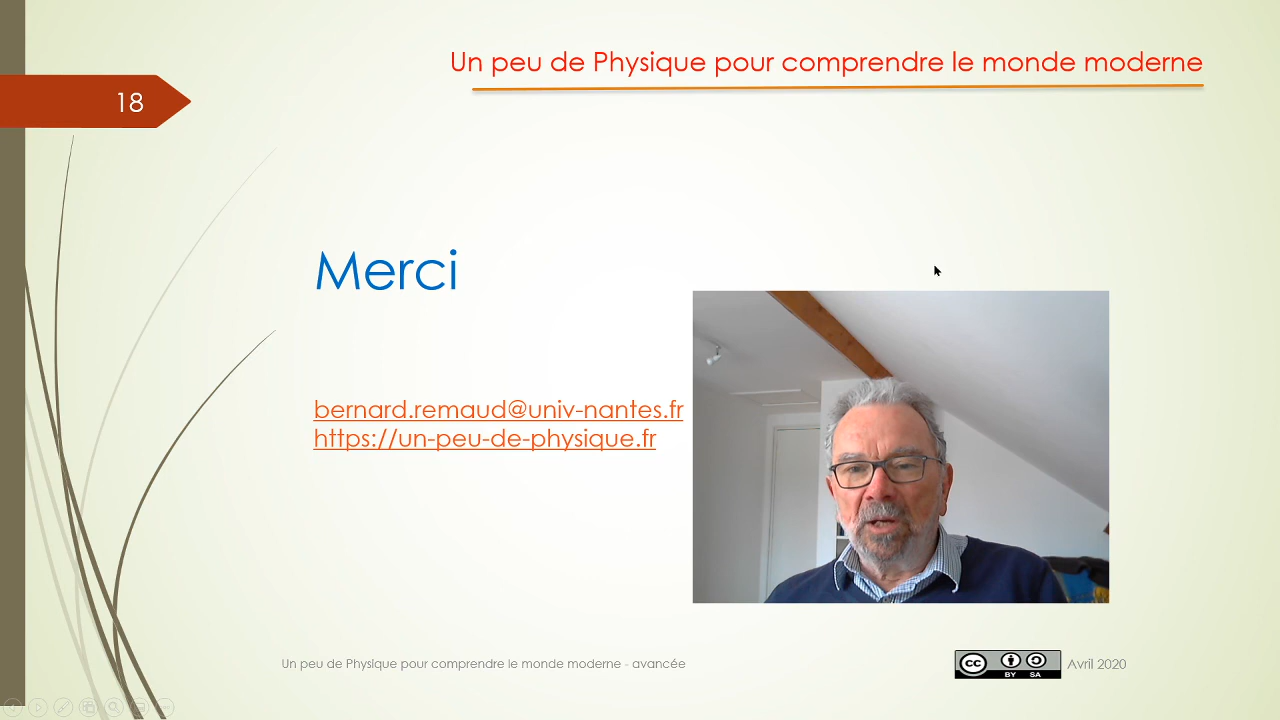 Un peu de Physique pour comprendre le monde moderne
18
Merci
bernard.remaud@univ-nantes.fr
https://un-peu-de-physique.fr
Un peu de Physique pour comprendre le monde moderne - avancée
cc BY SA
Avril 2020